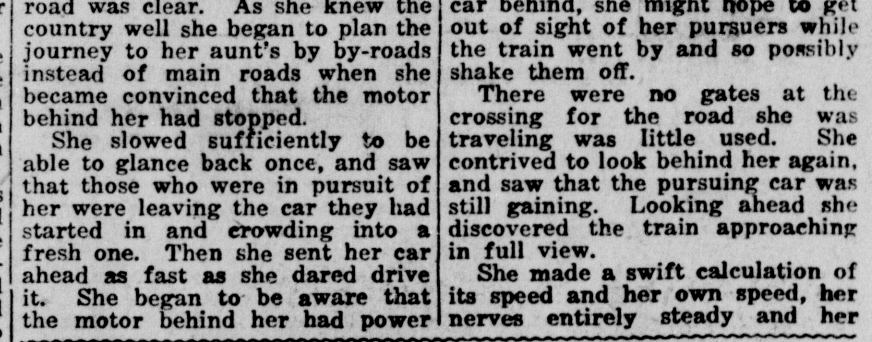 road was clear. As she knew the
country well she began to plan the
journey to her aunt's by by-roads
instead of main roads when she
became convinced that the motor
behind her had stopped.
She slowed sufficiently to be
able to glance back once, and saw
that those who were in pursuit of
her were leaving the car they had
started in and crowding into a
fresh one. Then she sent her car
ahead as fast as she dared drive
it. She began to be aware that
the motor behind her had power
car behind, she might hope to get
out of sight of her pursuers while
the train went by and so possibly
shake them off.
There were no gates at the
crossing for the road she was
traveling was little used. She
contrived to look behind her again,
and saw that the pursuing car was
still gaining. Looking ahead she
discovered the train approaching
in full view.
She made a swift calculation of
its speed and her own speed, her
nerves entirely steady and her